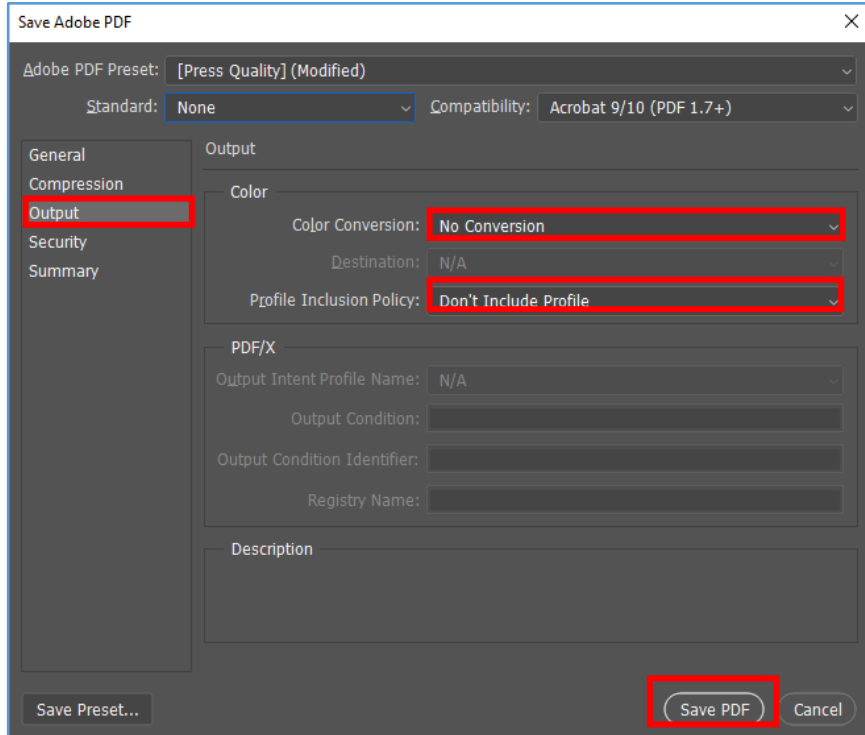 Save Adobe PDF
Adobe PDF Preset: [Press Quality] (Modified)
Standard: None Compatibility: Acrobat 9/10 (PDF 1.7+)
General
Compression
Output
Security
Summary
Output
Color
Color Conversion: No Conversion
Destination: N/A
Profile Inclusion Policy: Don't Include Profile
PDF/X
Output Intent Profile Name: N/A
Output Condition:
Output Condition Identifier:
Registry Name:
Description
Save Preset... Save PDF Cancel